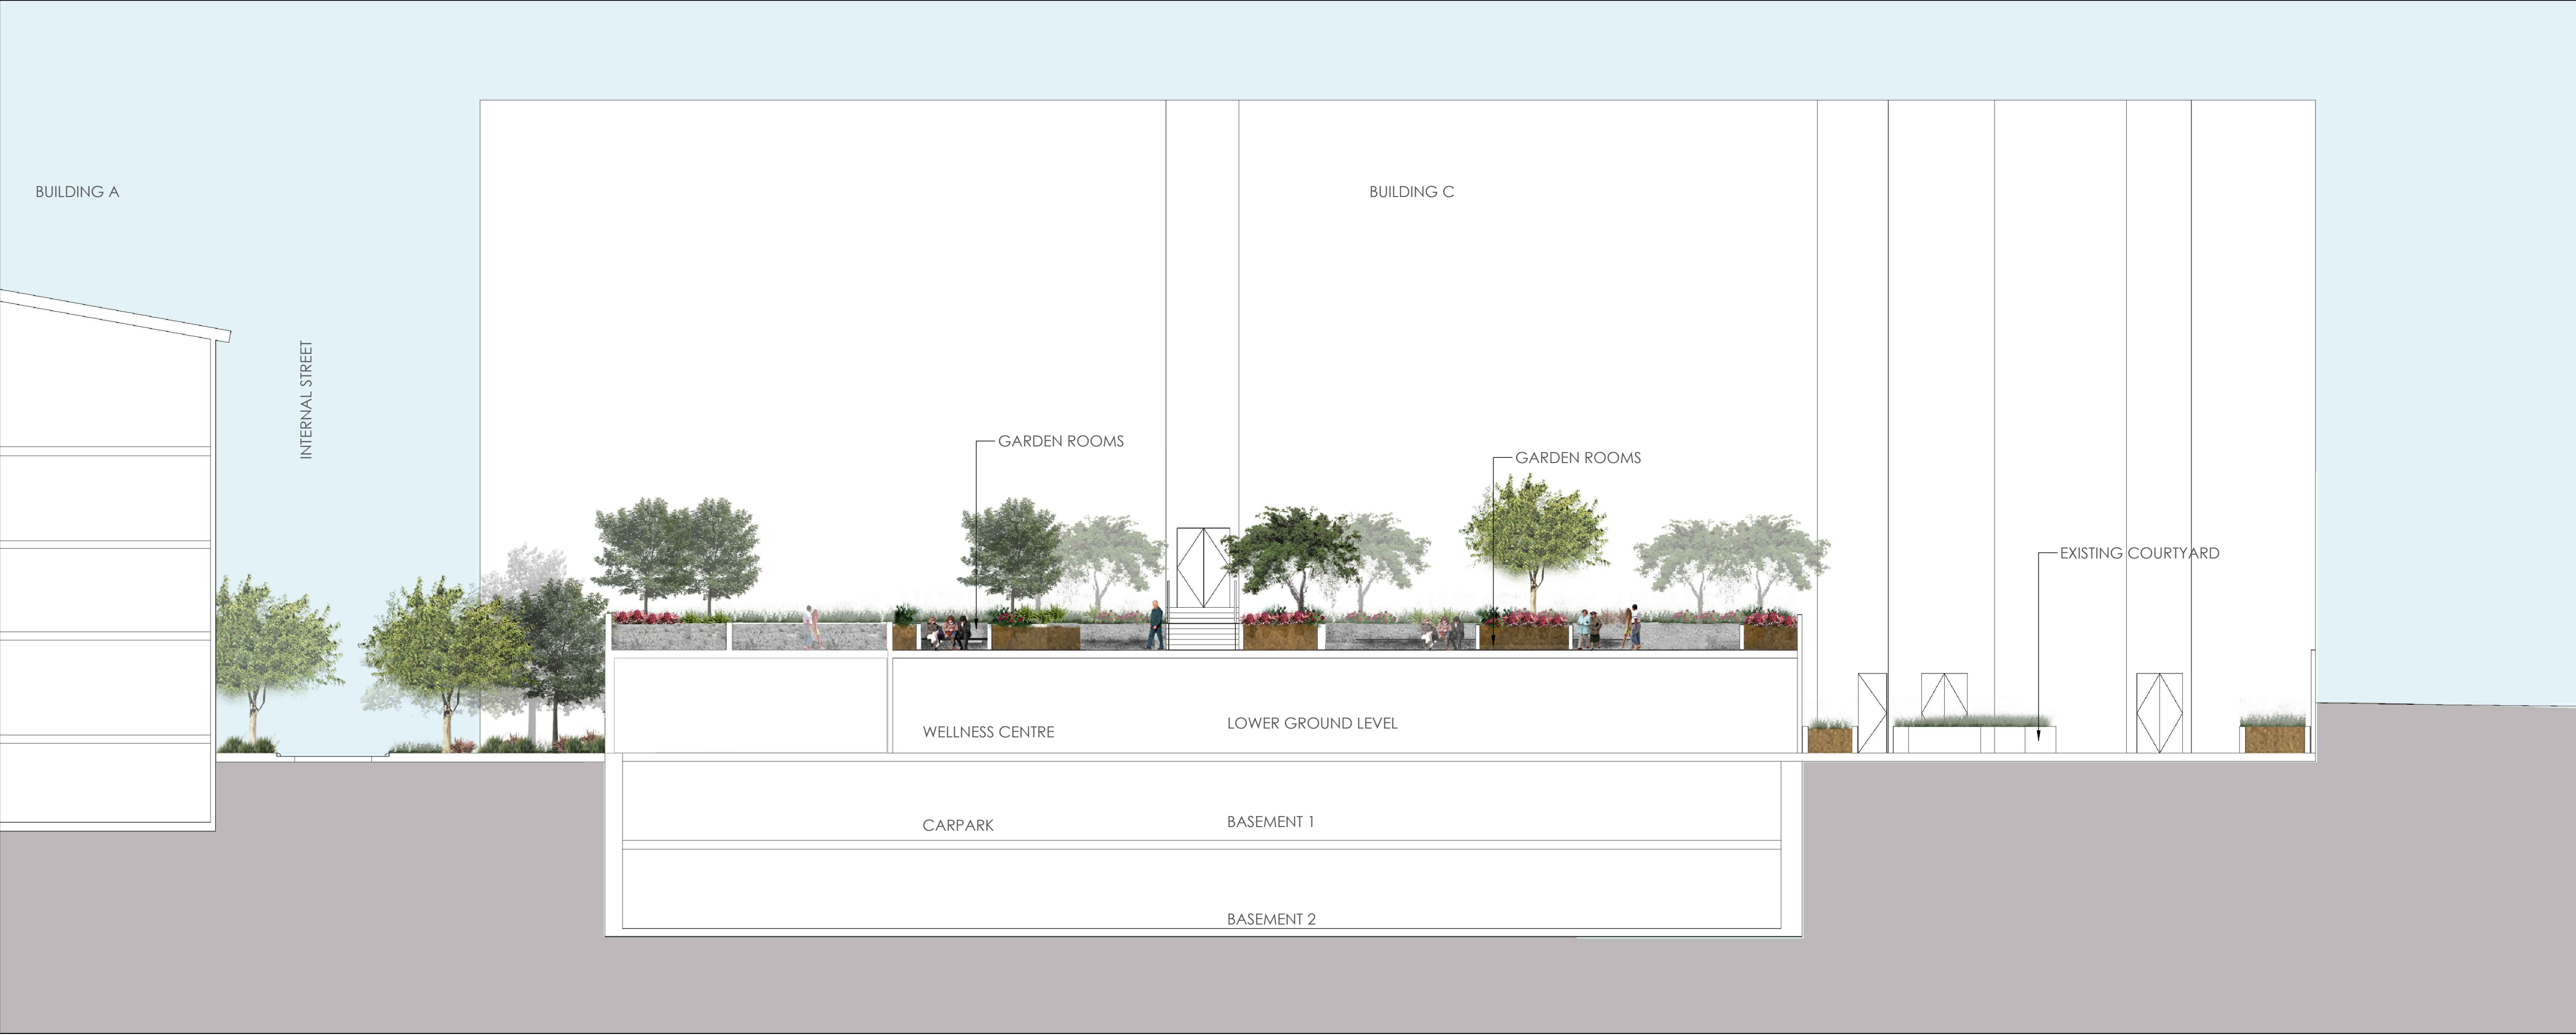 BUILDING A
BUILDING C
INTERNAL STREET
GARDEN ROOMS
GARDEN ROOMS
EXISTING COURTYARD
WELLNESS CENTRE
LOWER GROUND LEVEL
CARPARK
BASEMENT 1
BASEMENT 2